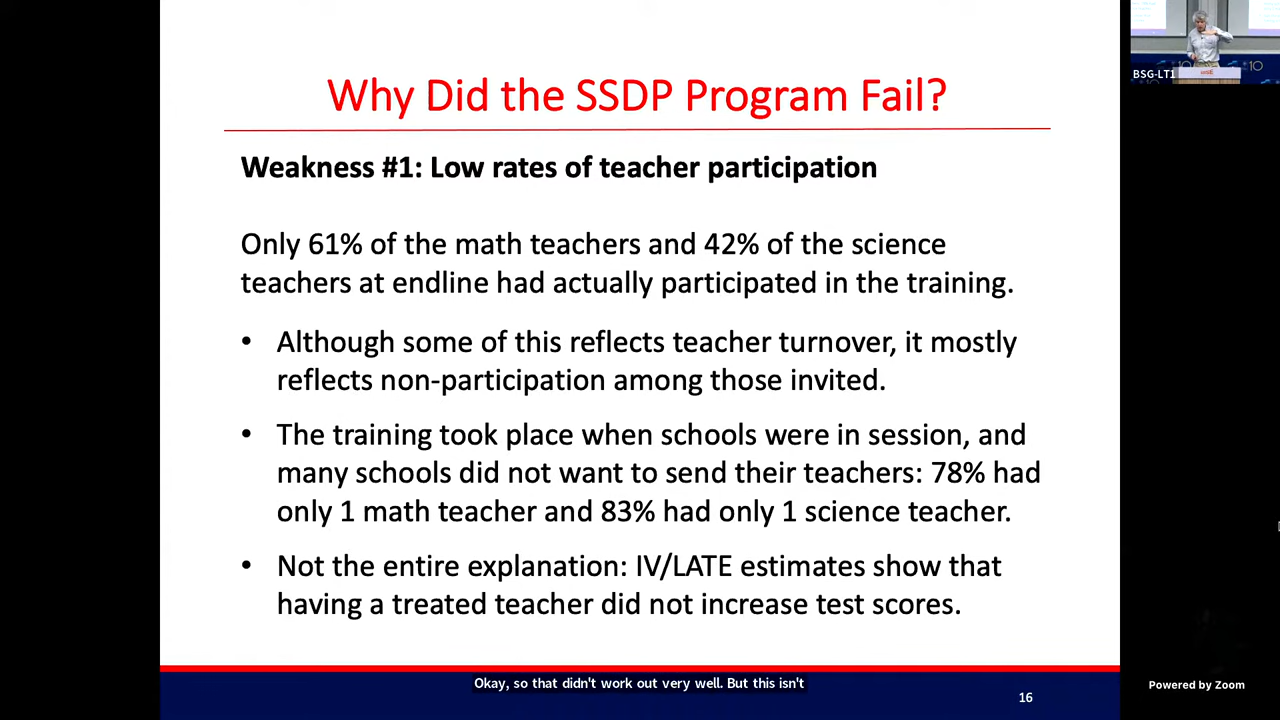 Why Did the SSDP Program Fail?
Weakness #1: Low rates of teacher participation
Only 61% of the math teachers and 42% of the science
teachers at endline had actually participated in the training.
• Although some of this reflects teacher turnover, it mostly
reflects non-participation among those invited.
• The training took place when schools were in session, and
many schools did not want to send their teachers: 78% had
only 1 math teacher and 83% had only 1 science teacher.
• Not the entire explanation: IV/LATE estimates show that
having a treated teacher did not increase test scores.
Okay, so that didn't work out very well. But this isn't
16
BSG-LT1
Powered by Zoom